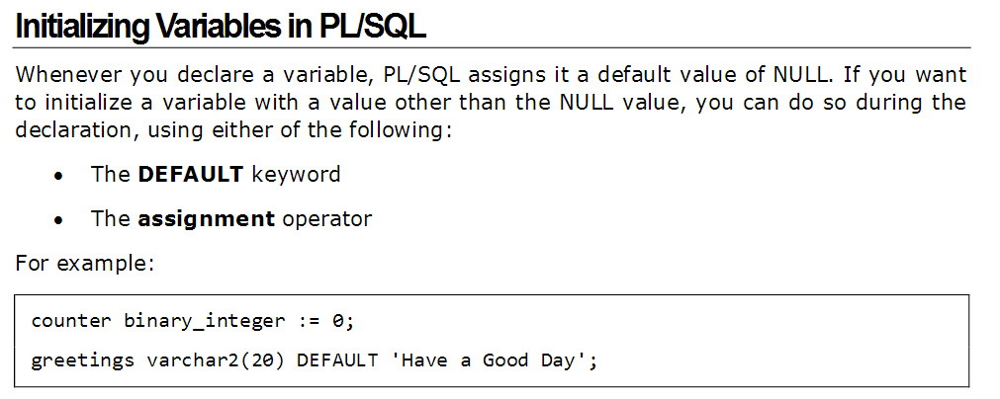 Initializing Variables in PL/SQL
Whenever you declare a variable, PL/SQL assigns it a default value of NULL. If you want
to initialize a variable with a value other than the NULL value, you can do so during the
declaration, using either of the following:
• The DEFAULT keyword
• The assignment operator
For example:
counter binary_integer := 0;
greetings varchar2(20) DEFAULT 'Have a Good Day';